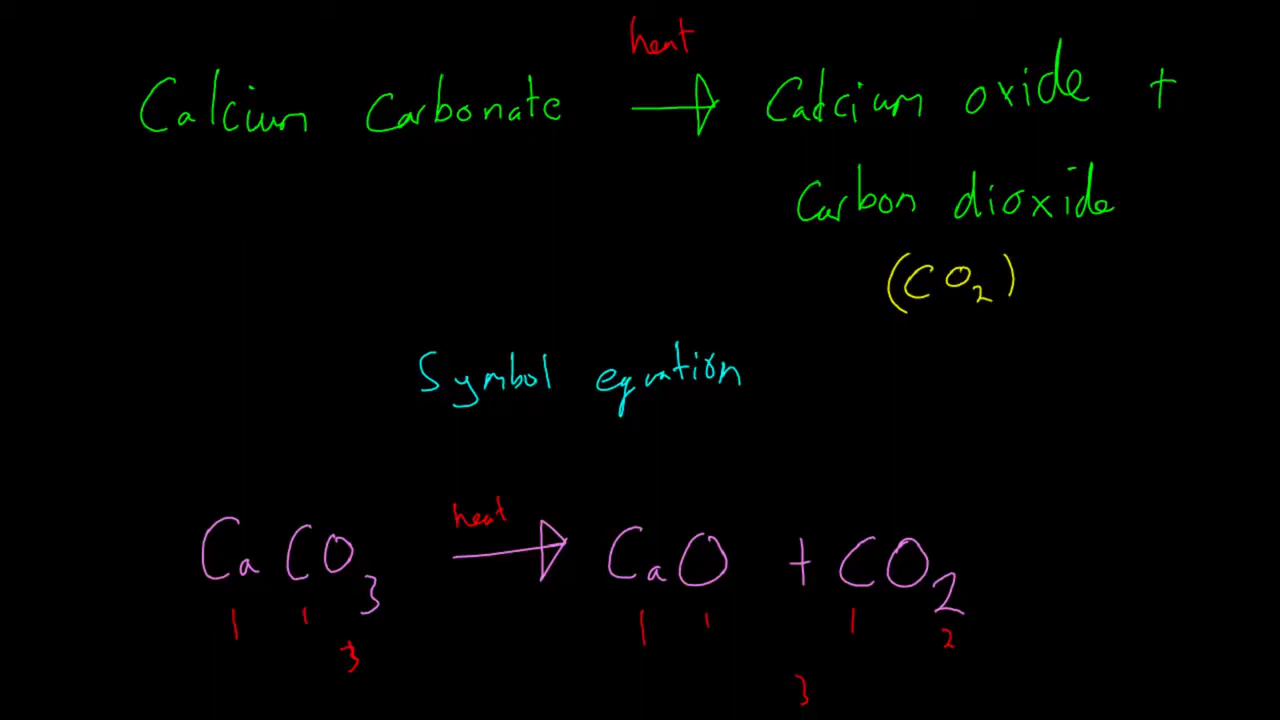 heat
Calcium Carbonate → Calcium oxide +
Carbon dioxide
(CO₂)
Symbol equation
heat
CaCO₃ → CaO + CO₂
1 1 3 1 1 1 2
3